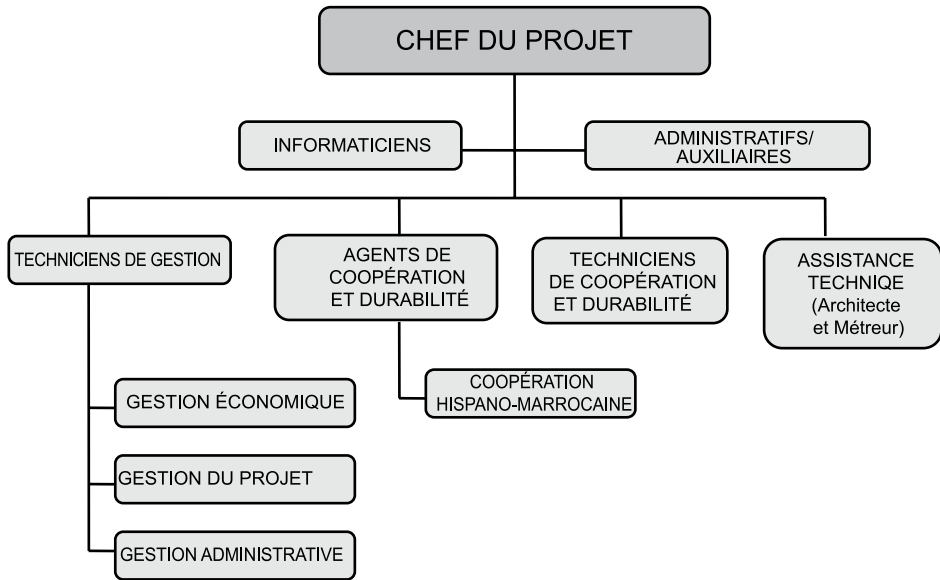 CHEF DU PROJET
INFORMATICIENS
ADMINISTRATIFS/
AUXILIAIRES
TECHNICIENS DE GESTION
AGENTS DE
COOPÉRATION
ET DURABILITÉ
TECHNICIENS
DE COOPÉRATION
ET DURABILITÉ
ASSISTANCE
TECHNIQE
(Architecte
et Métreur)
GESTION ÉCONOMIQUE
COOPÉRATION
HISPANO-MARROCAINE
GESTION DU PROJET
GESTION ADMINISTRATIVE